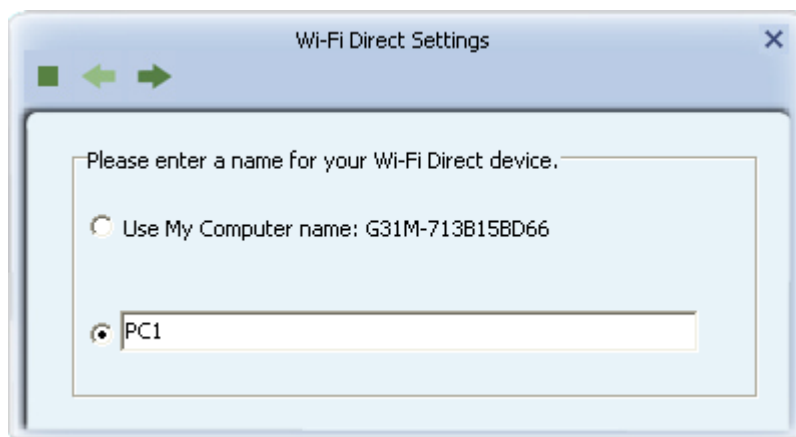 Wi-Fi Direct Settings
Please enter a name for your Wi-Fi Direct device.
Use My Computer name: G31M-713B15BD66
PC1